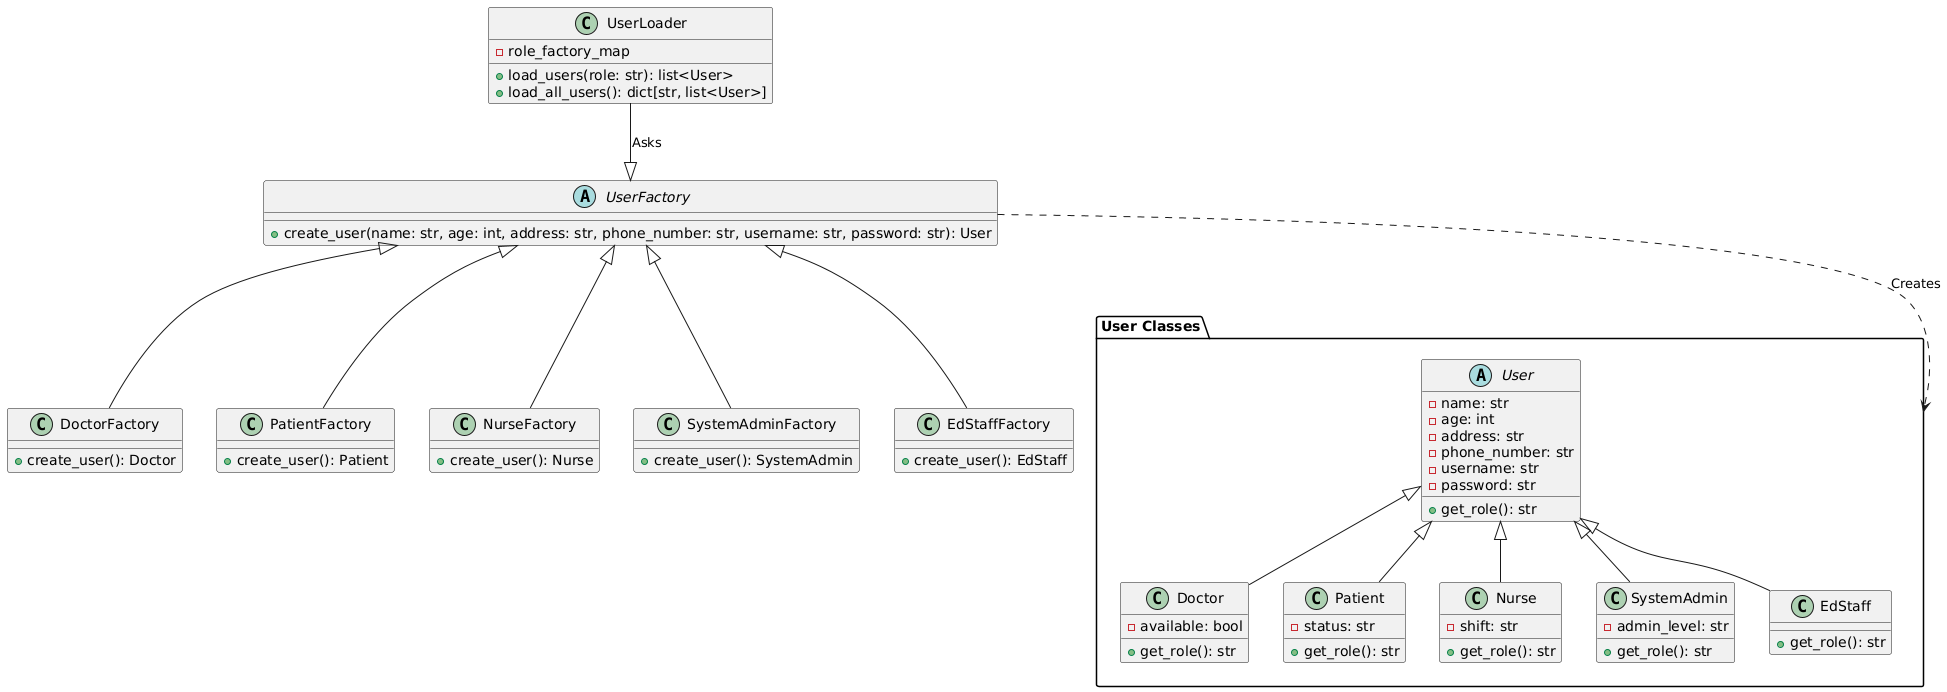 C UserLoader
role_factory_map
load_users(role: str): list<User>
load_all_users(): dict[str, list<User>]
Asks
A UserFactory
create_user(name: str, age: int, address: str, phone_number: str, username: str, password: str): User
Creates
C DoctorFactory
create_user(): Doctor
C PatientFactory
create_user(): Patient
C NurseFactory
create_user(): Nurse
C SystemAdminFactory
create_user(): SystemAdmin
C EdStaffFactory
create_user(): EdStaff
User Classes
A User
name: str
age: int
address: str
phone_number: str
username: str
password: str
get_role(): str
C Doctor
available: bool
get_role(): str
C Patient
status: str
get_role(): str
C Nurse
shift: str
get_role(): str
C SystemAdmin
admin_level: str
get_role(): str
C EdStaff
get_role(): str